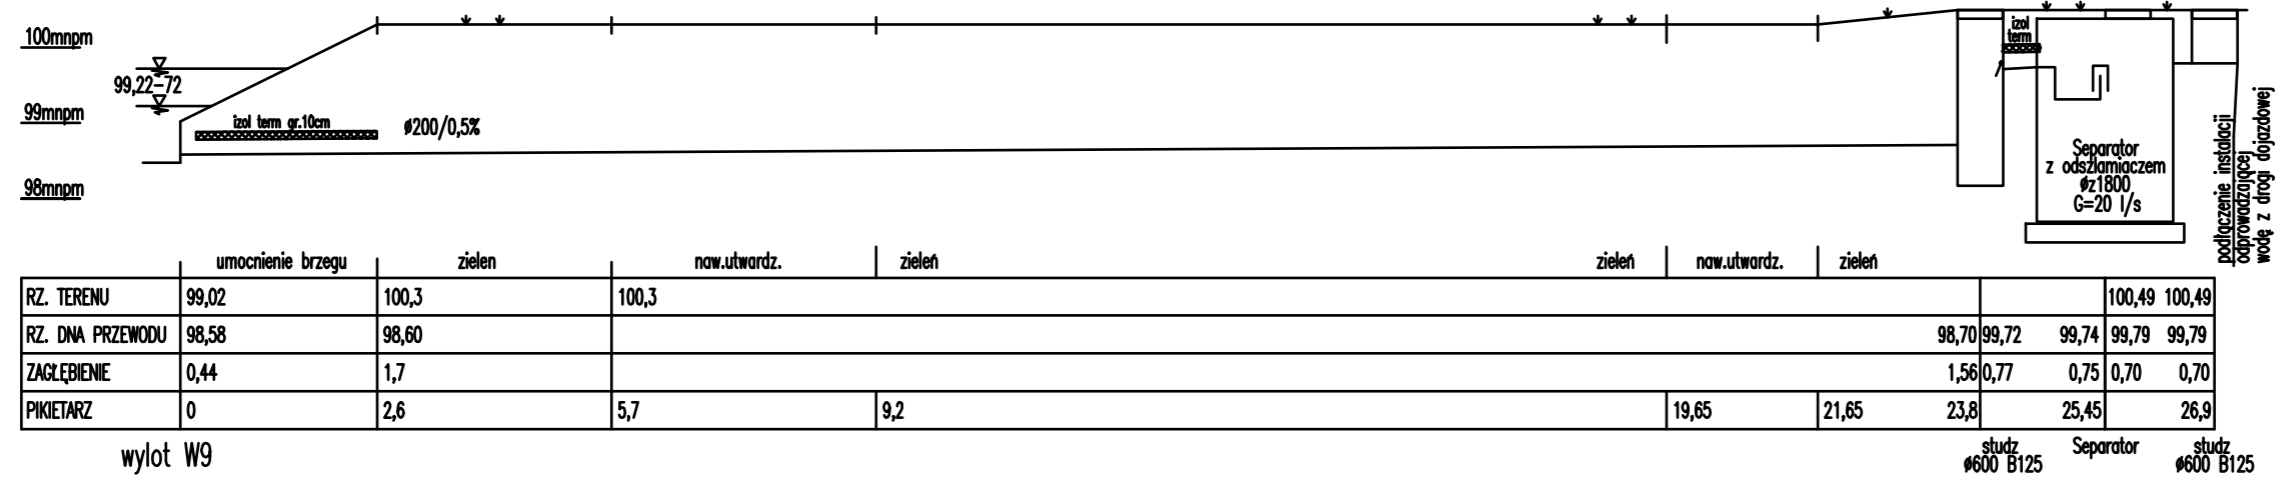 100mnpm
99,22-72
99mnpm
izol term gr.10cm
ø200/0,5%
98mnpm
izol
term
Separator
z odszlamiaczem
øz1800
G=20 l/s
podłączenie instalacji
odprowadzającej
wodę z drogi dojazdowej
umocnienie brzegu zielen naw.utwardz. zieleń zieleń naw.utwardz. zieleń
RZ. TERENU 99,02 100,3 100,3 100,49 100,49
RZ. DNA PRZEWODU 98,58 98,60 98,70 99,72 99,74 99,79 99,79
ZAGŁĘBIENIE 0,44 1,7 1,56 0,77 0,75 0,70 0,70
PIKIETARZ 0 2,6 5,7 9,2 19,65 21,65 23,8 25,45 26,9
wylot W9
studz
ø600 B125
Separator
studz
ø600 B125